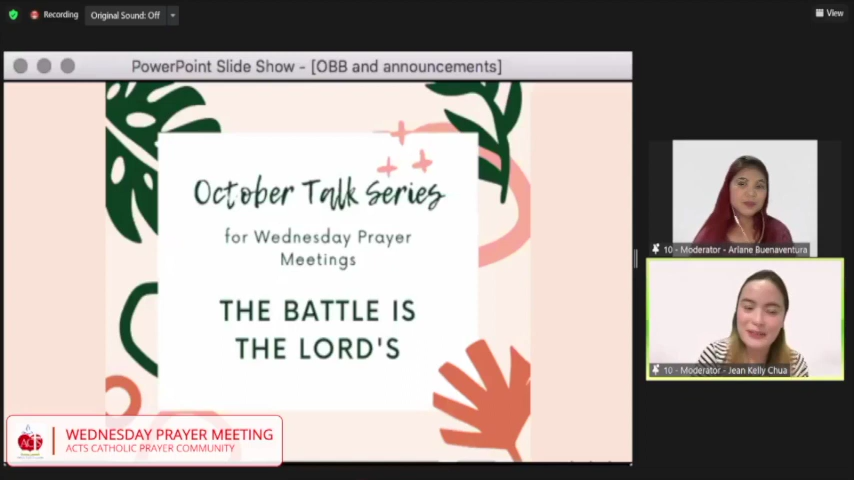 Recording
Original Sound: Off
View
PowerPoint Slide Show - [OBB and announcements]
October Talk Series
for Wednesday Prayer
Meetings
THE BATTLE IS
THE LORD'S
10 - Moderator - Arlane Buenaventura
10 - Moderator - Jean Kelly Chua
ACTS
WEDNESDAY PRAYER MEETING
ACTS CATHOLIC PRAYER COMMUNITY